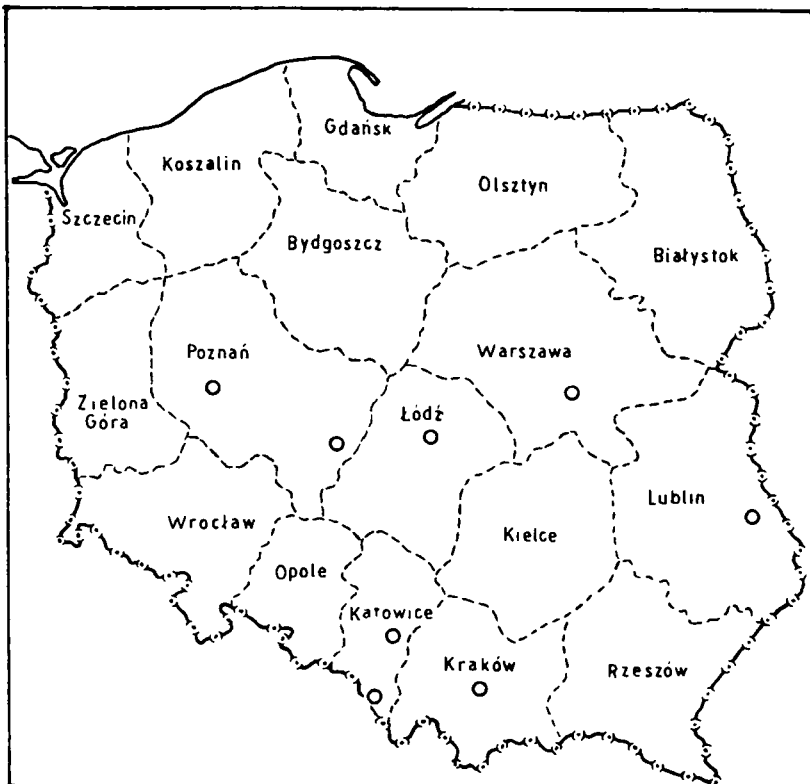 Gdańsk
Koszalin
Olsztyn
Szczecin
Bydgoszcz
Białystok
Poznań
Warszawa
Zielona
Góra
Łódź
Lublin
Wrocław
Kielce
Opole
Katowice
Kraków
Rzeszów